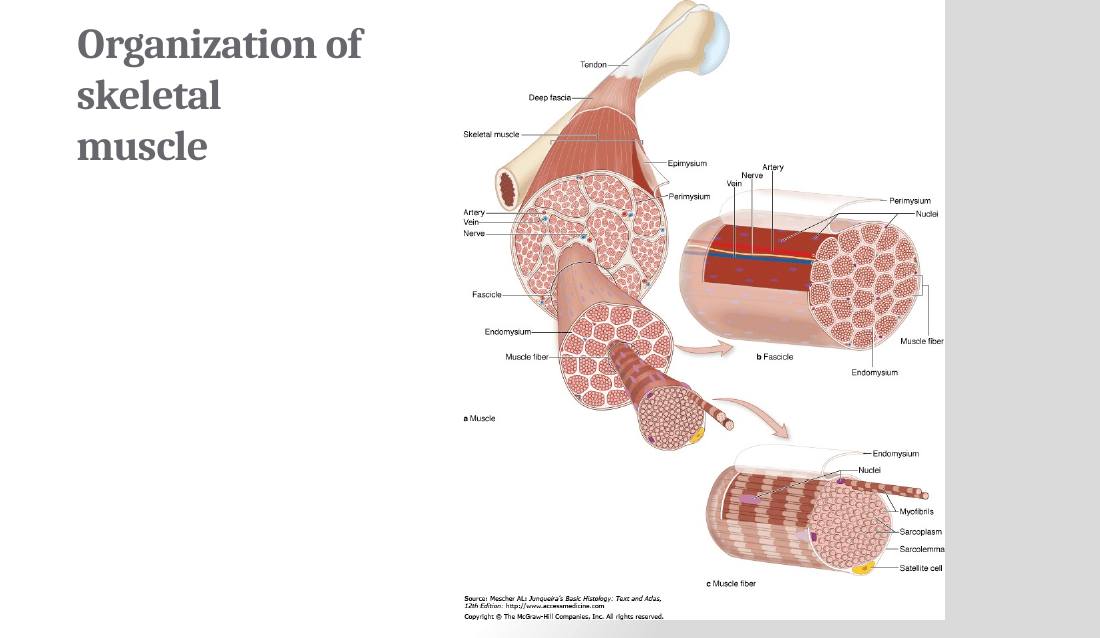 Organization of
skeletal
muscle
Tendon
Deep fascia
Skeletal muscle
Epimysium
Perimysium
Artery
Vein
Nerve
Fascicle
Endomysium
Muscle fiber
a Muscle
Artery
Nerve
Vein
Perimysium
Nuclei
Muscle fiber
b Fascicle
Endomysium
Endomysium
Nuclei
Myofibrils
Sarcoplasm
Sarcolemma
Satellite cell
c Muscle fiber
Source: Mescher AL: Junqueira's Basic Histology: Text and Atlas,
12th Edition: http://www.accessmedicine.com
Copyright © The McGraw-Hill Companies, Inc. All rights reserved.